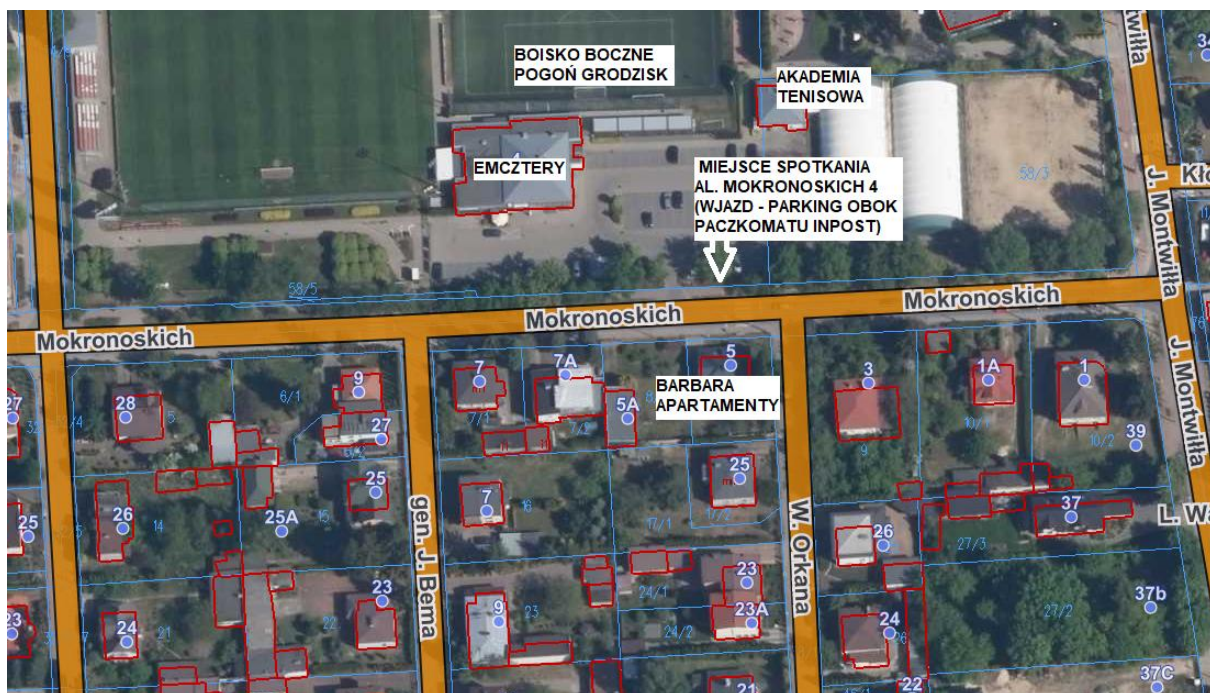 BOISKO BOCZNE
POGOŃ GRODZISK
AKADEMIA
TENISOWA
EMCZTERY
MIEJSCE SPOTKANIA
AL. MOKRONOSKICH 4
(WJAZD - PARKING OBOK
PACZKOMATU INPOST)
58/3
J. Montwiłła
58/5
Mokronoskich
Mokronoskich
Mokronoskich
J. Montwiłła
BARBARA
APARTAMENTY
gen. J. Bema
W. Orkana
27
28
6/1
9
27
7
7/1
7A
7/2
5A
5
3
9
1A
10/1
1
10/2
39
25
26
14
25A
15
25
7
16
17/1
25
26
27/3
37
23
24
21
22
23
9
23
24/1
24/2
23
23A
24
27/2
37b
21
22
37C